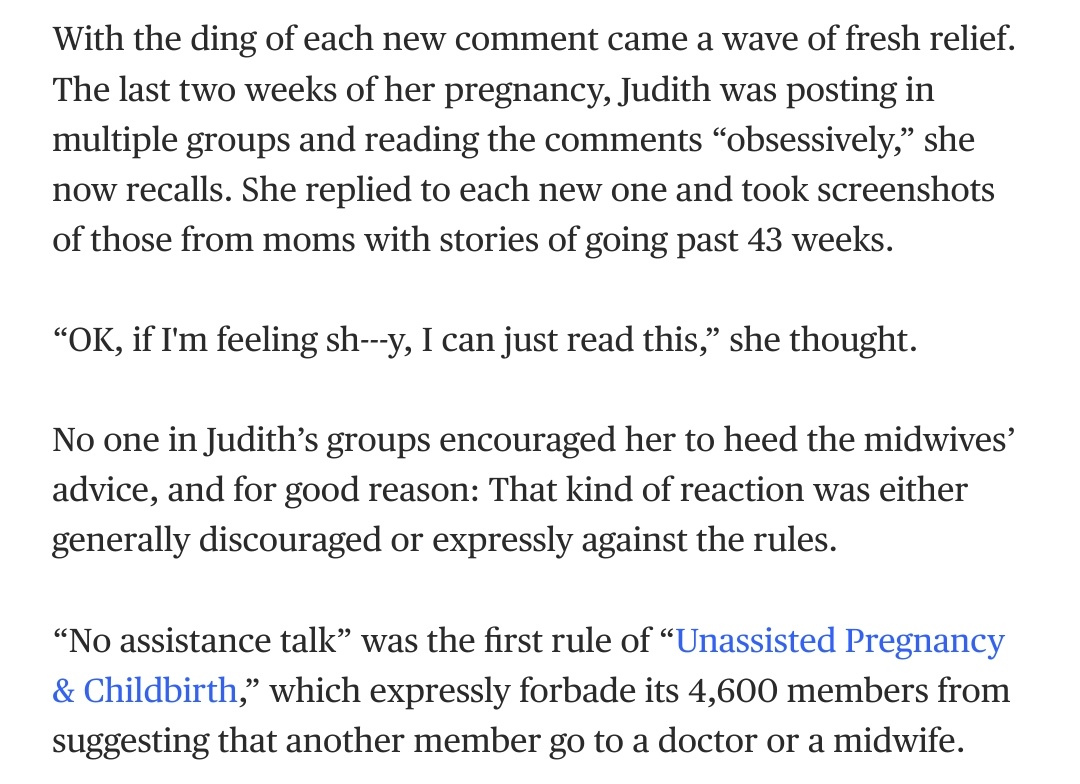 With the ding of each new comment came a wave of fresh relief.
The last two weeks of her pregnancy, Judith was posting in
multiple groups and reading the comments “obsessively,” she
now recalls. She replied to each new one and took screenshots
of those from moms with stories of going past 43 weeks.
“OK, if I'm feeling sh---y, I can just read this,” she thought.
No one in Judith’s groups encouraged her to heed the midwives’
advice, and for good reason: That kind of reaction was either
generally discouraged or expressly against the rules.
“No assistance talk” was the first rule of “Unassisted Pregnancy
& Childbirth,” which expressly forbade its 4,600 members from
suggesting that another member go to a doctor or a midwife.